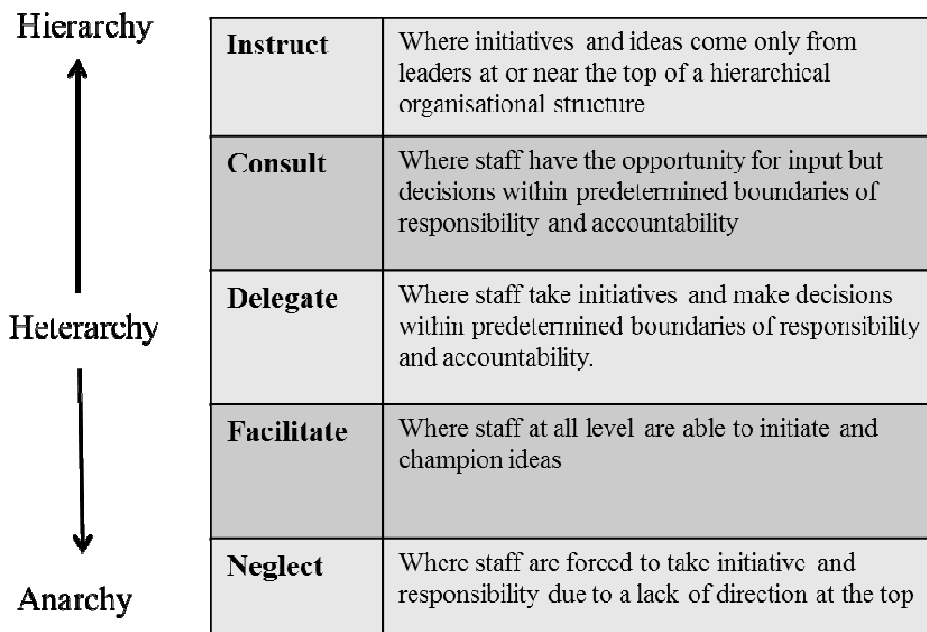 Hierarchy
Instruct
Where initiatives and ideas come only from
leaders at or near the top of a hierarchical
organisational structure
Consult
Where staff have the opportunity for input but
decisions within predetermined boundaries of
responsibility and accountability
Heterarchy
Delegate
Where staff take initiatives and make decisions
within predetermined boundaries of responsibility
and accountability.
Facilitate
Where staff at all level are able to initiate and
champion ideas
Anarchy
Neglect
Where staff are forced to take initiative and
responsibility due to a lack of direction at the top